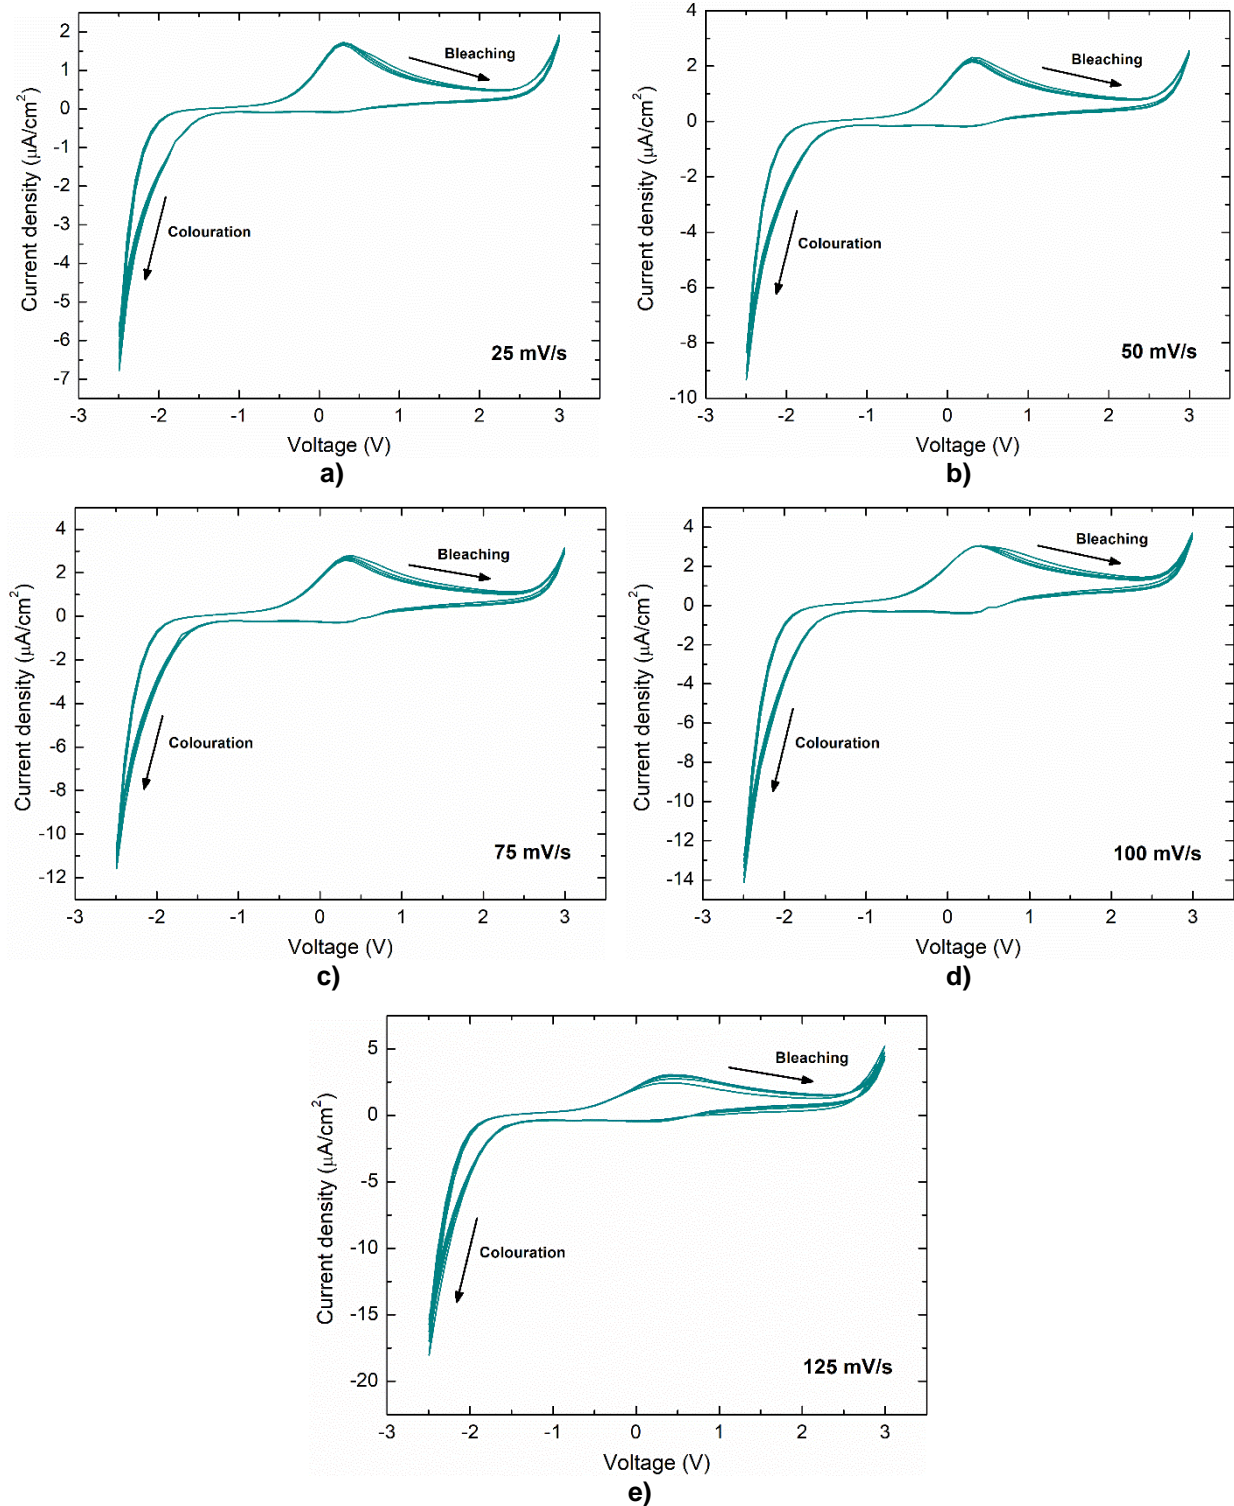 2
1
0
-1
-2
-3
-4
-5
-6
-7
-3
-2
-1
0
1
2
3
Current density (µA/cm²)
Voltage (V)
Bleaching
Colouration
25 mV/s
a)
4
2
0
-2
-4
-6
-8
-10
-3
-2
-1
0
1
2
3
Current density (µA/cm²)
Voltage (V)
Bleaching
Colouration
50 mV/s
b)
4
2
0
-2
-4
-6
-8
-10
-12
-3
-2
-1
0
1
2
3
Current density (µA/cm²)
Voltage (V)
Bleaching
Colouration
75 mV/s
c)
4
2
0
-2
-4
-6
-8
-10
-12
-14
-3
-2
-1
0
1
2
3
Current density (µA/cm²)
Voltage (V)
Bleaching
Colouration
100 mV/s
d)
5
0
-5
-10
-15
-20
-3
-2
-1
0
1
2
3
Current density (µA/cm²)
Voltage (V)
Bleaching
Colouration
125 mV/s
e)